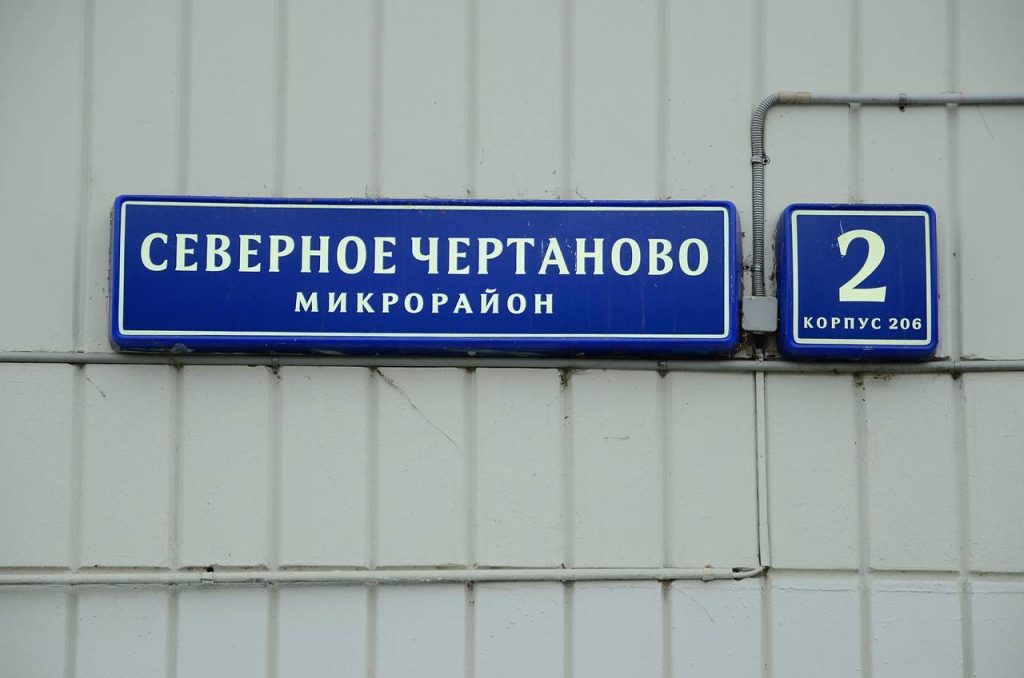 СЕВЕРНОЕ ЧЕРТАНОВО
МИКРОРАЙОН
2
КОРПУС 206